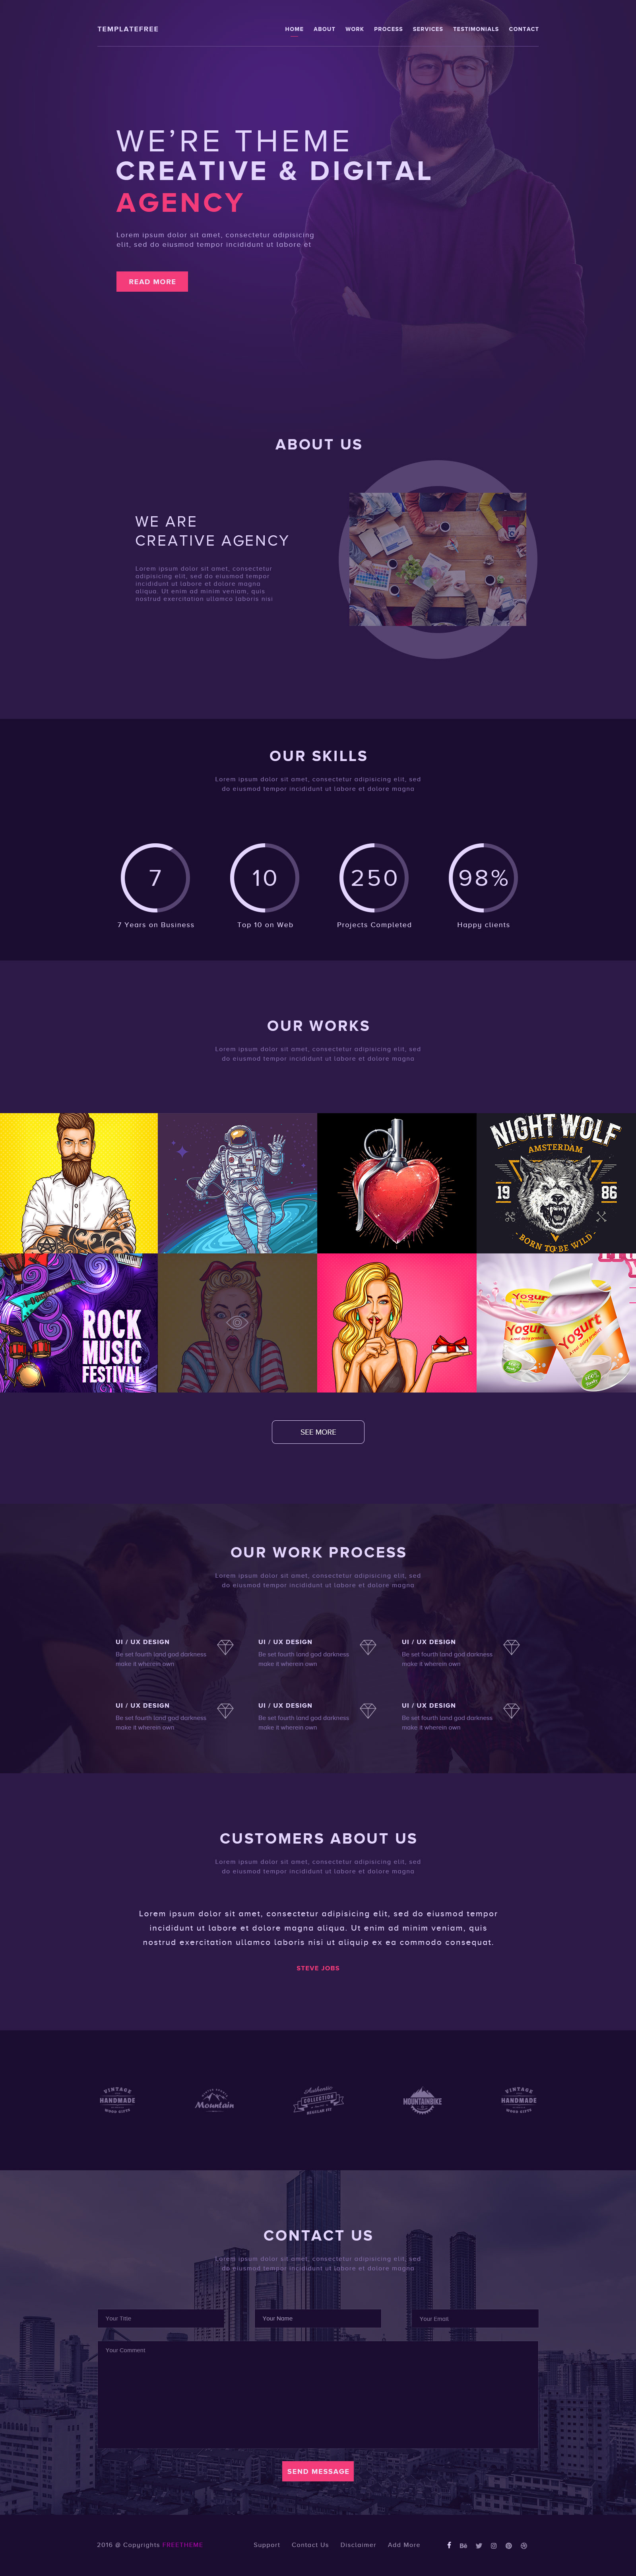 TEMPLATEFREE
HOME ABOUT WORK PROCESS SERVICES TESTIMONIALS CONTACT
WE'RE THEME
CREATIVE & DIGITAL
AGENCY
Lorem ipsum dolor sit amet, consectetur adipisicing
elit, sed do eiusmod tempor incididunt ut labore et
READ MORE
ABOUT US
WE ARE
CREATIVE AGENCY
Lorem ipsum dolor sit amet, consectetur
adipisicing elit, sed do eiusmod tempor
incididunt ut labore et dolore magna
aliqua. Ut enim ad minim veniam, quis
nostrud exercitation ullamco laboris nisi
OUR SKILLS
Lorem ipsum dolor sit amet, consectetur adipisicing elit, sed
do eiusmod tempor incididunt ut labore et dolore magna
7 10 250 98%
7 Years on Business Top 10 on Web Projects Completed Happy clients
OUR WORKS
Lorem ipsum dolor sit amet, consectetur adipisicing elit, sed
do eiusmod tempor incididunt ut labore et dolore magna
NIGHT WOLF
AMSTERDAM
19 86
BORN TO BE WILD
ROCK
MUSIC
FESTIVAL
Yogurt
Yogurt
SEE MORE
OUR WORK PROCESS
Lorem ipsum dolor sit amet, consectetur adipisicing elit, sed
do eiusmod tempor incididunt ut labore et dolore magna
UI / UX DESIGN
Be set fourth land god darkness
make it wherein own
UI / UX DESIGN
Be set fourth land god darkness
make it wherein own
UI / UX DESIGN
Be set fourth land god darkness
make it wherein own
UI / UX DESIGN
Be set fourth land god darkness
make it wherein own
UI / UX DESIGN
Be set fourth land god darkness
make it wherein own
UI / UX DESIGN
Be set fourth land god darkness
make it wherein own
CUSTOMERS ABOUT US
Lorem ipsum dolor sit amet, consectetur adipisicing elit, sed
do eiusmod tempor incididunt ut labore et dolore magna
Lorem ipsum dolor sit amet, consectetur adipisicing elit, sed do eiusmod tempor
incididunt ut labore et dolore magna aliqua. Ut enim ad minim veniam, quis
nostrud exercitation ullamco laboris nisi ut aliquip ex ea commodo consequat.
STEVE JOBS
VINTAGE
HANDMADE
WOOD GIFTS
Mountain
Authentic
COLLECTION
REGULAR FIT
MOUNTAINBIKE
VINTAGE
HANDMADE
WOOD GIFTS
CONTACT US
Lorem ipsum dolor sit amet, consectetur adipisicing elit, sed
do eiusmod tempor incididunt ut labore et dolore magna
Your Title Your Name Your Email
Your Comment
SEND MESSAGE
2016 @ Copyrights FREETHEME
Support Contact Us Disclaimer Add More